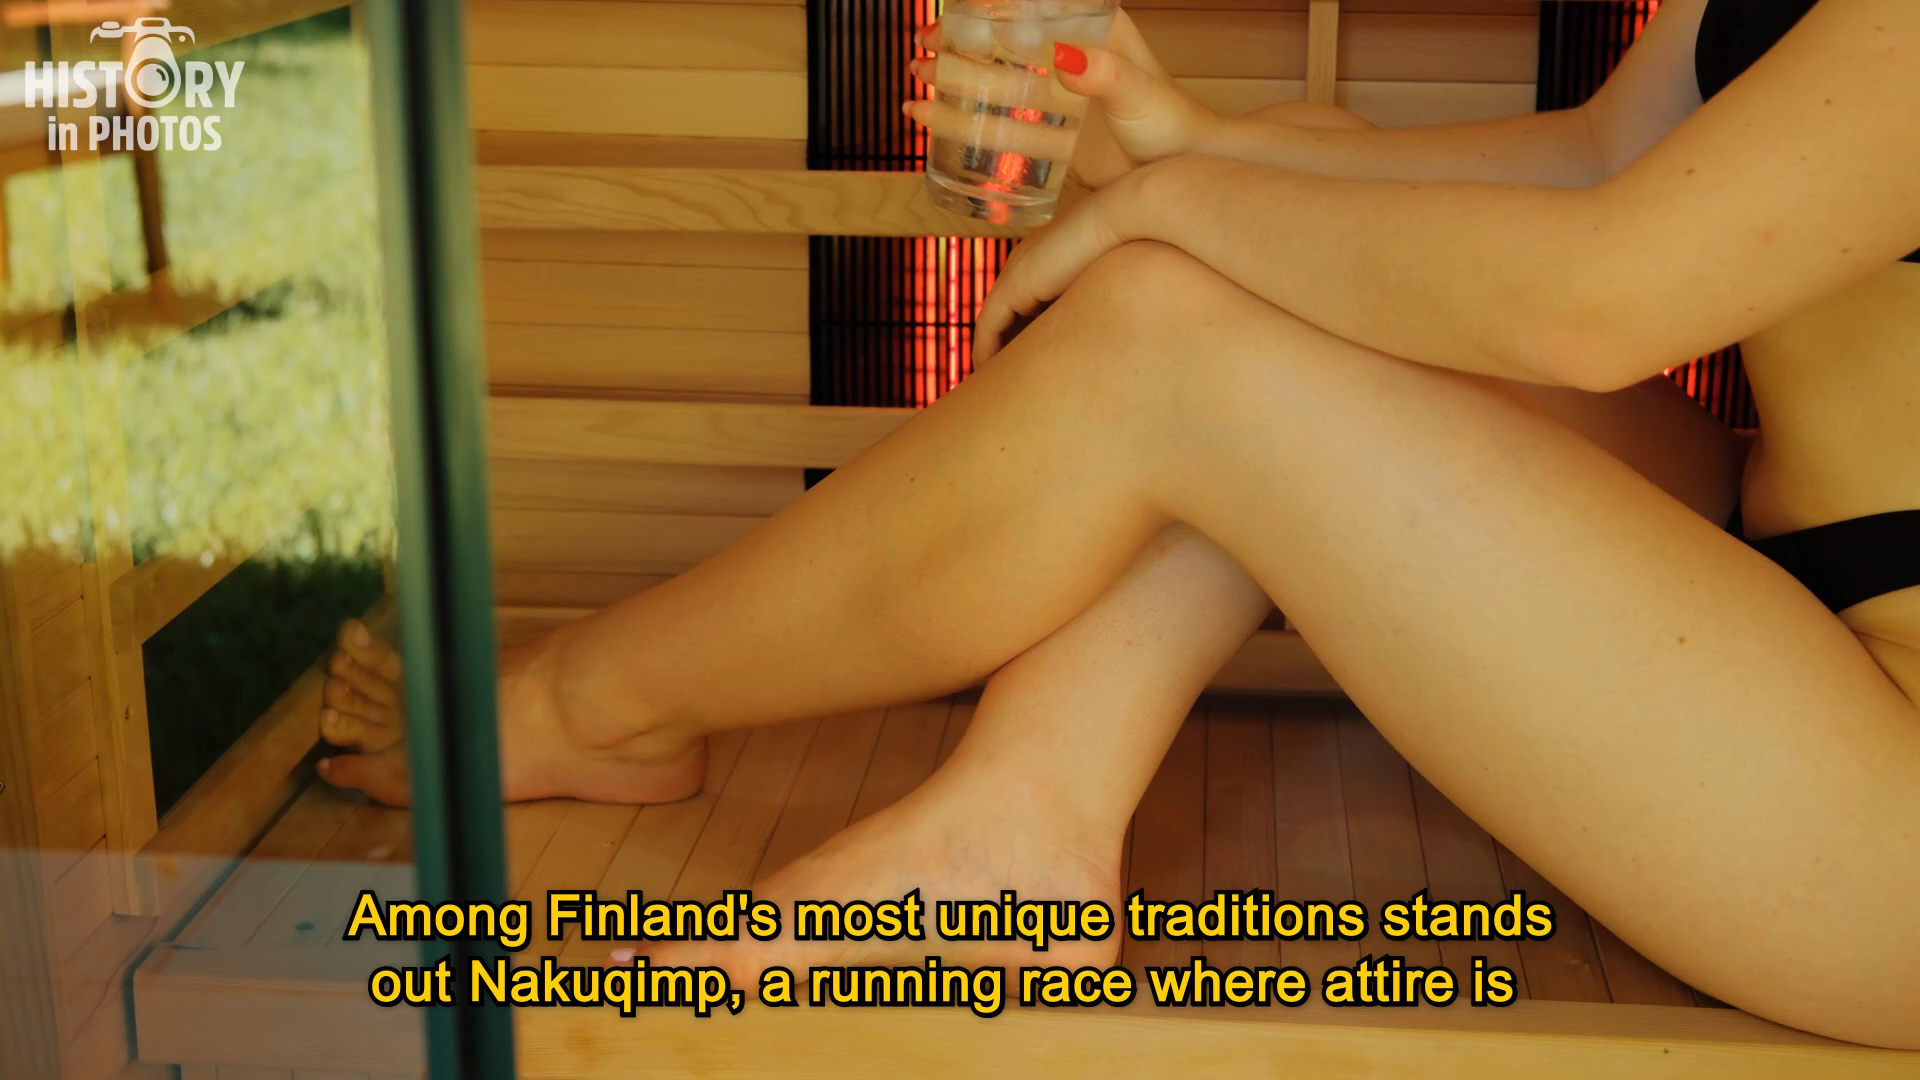 HISTORY
in PHOTOS
Among Finland's most unique traditions stands
out Nakuqimp, a running race where attire is